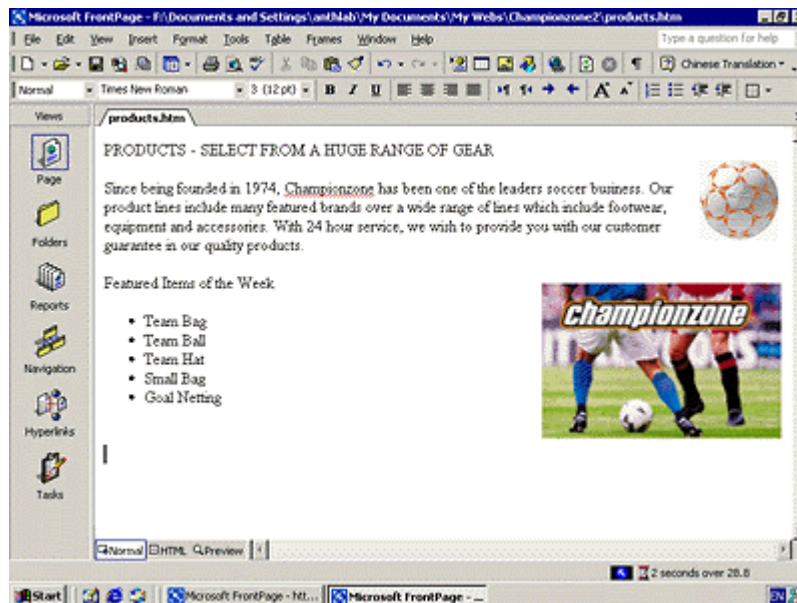 Microsoft FrontPage - F:\Documents and Settings\anthlab\My Documents\My Webs\Championzone2\products.htm
File Edit View Insert Format Tools Table Frames Window Help Type a question for help
Chinese Translation
Normal Times New Roman 3 (12 pt) B I U A A
Views products.htm
PRODUCTS - SELECT FROM A HUGE RANGE OF GEAR
Page
Since being founded in 1974, Championzone has been one of the leaders soccer business. Our
product lines include many featured brands over a wide range of lines which include footwear,
equipment and accessories. With 24 hour service, we wish to provide you with our customer
guarantee in our quality products.
Folders
Featured Items of the Week
championzone
Reports
• Team Bag
• Team Ball
• Team Hat
• Small Bag
• Goal Netting
Navigation
Hyperlinks
Tasks
Normal HTML Preview
2 seconds over 28.8
Start Microsoft FrontPage - htt... Microsoft FrontPage - ... EN